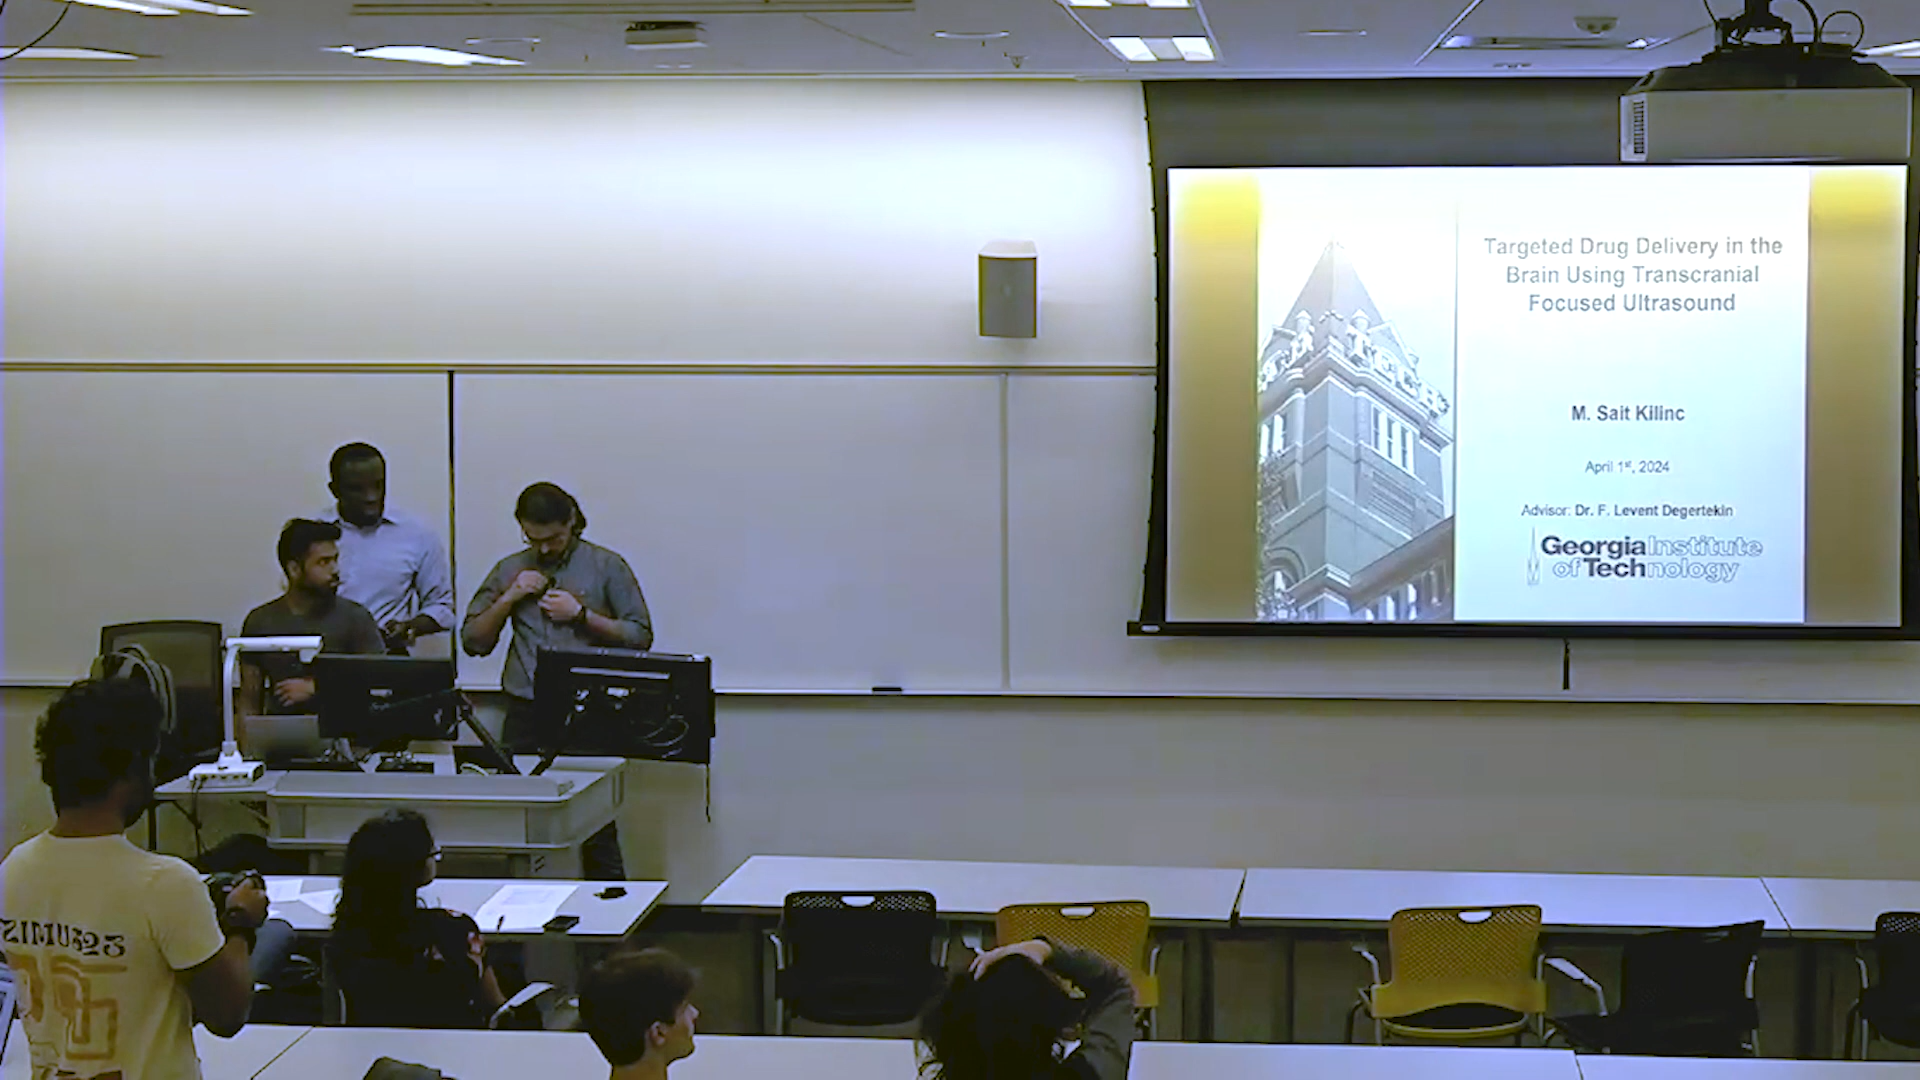 Targeted Drug Delivery in the
Brain Using Transcranial
Focused Ultrasound
M. Sait Kilinc
April 1st, 2024
Advisor: Dr. F. Levent Degertekin
Georgia Institute
of Technology
TECH